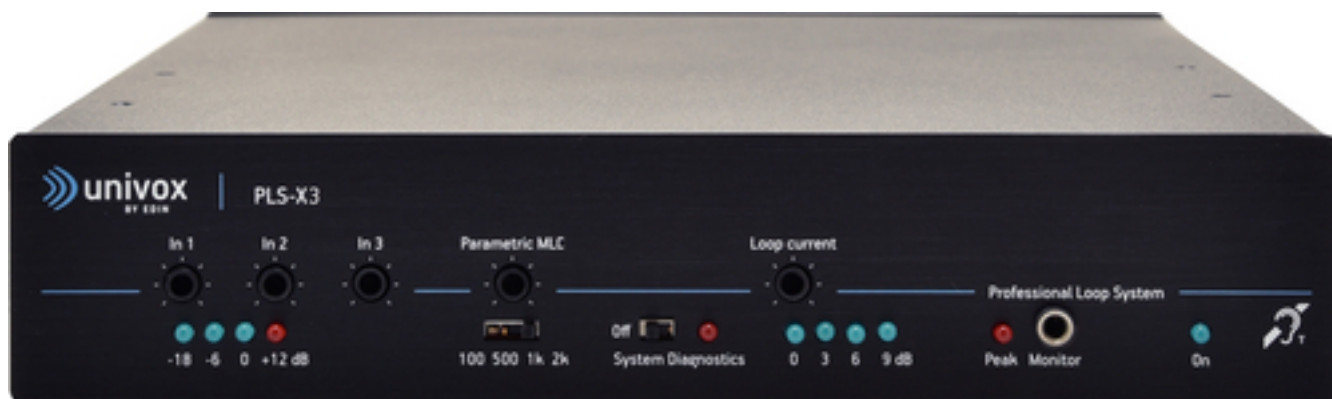 univox
BY EDIN
PLS-X3
In 1 In 2 In 3 Parametric MLC Loop current
Professional Loop System
-18 -6 0 +12 dB
100 500 1k 2k
Off
System Diagnostics
0 3 6 9 dB
Peak Monitor
On
T